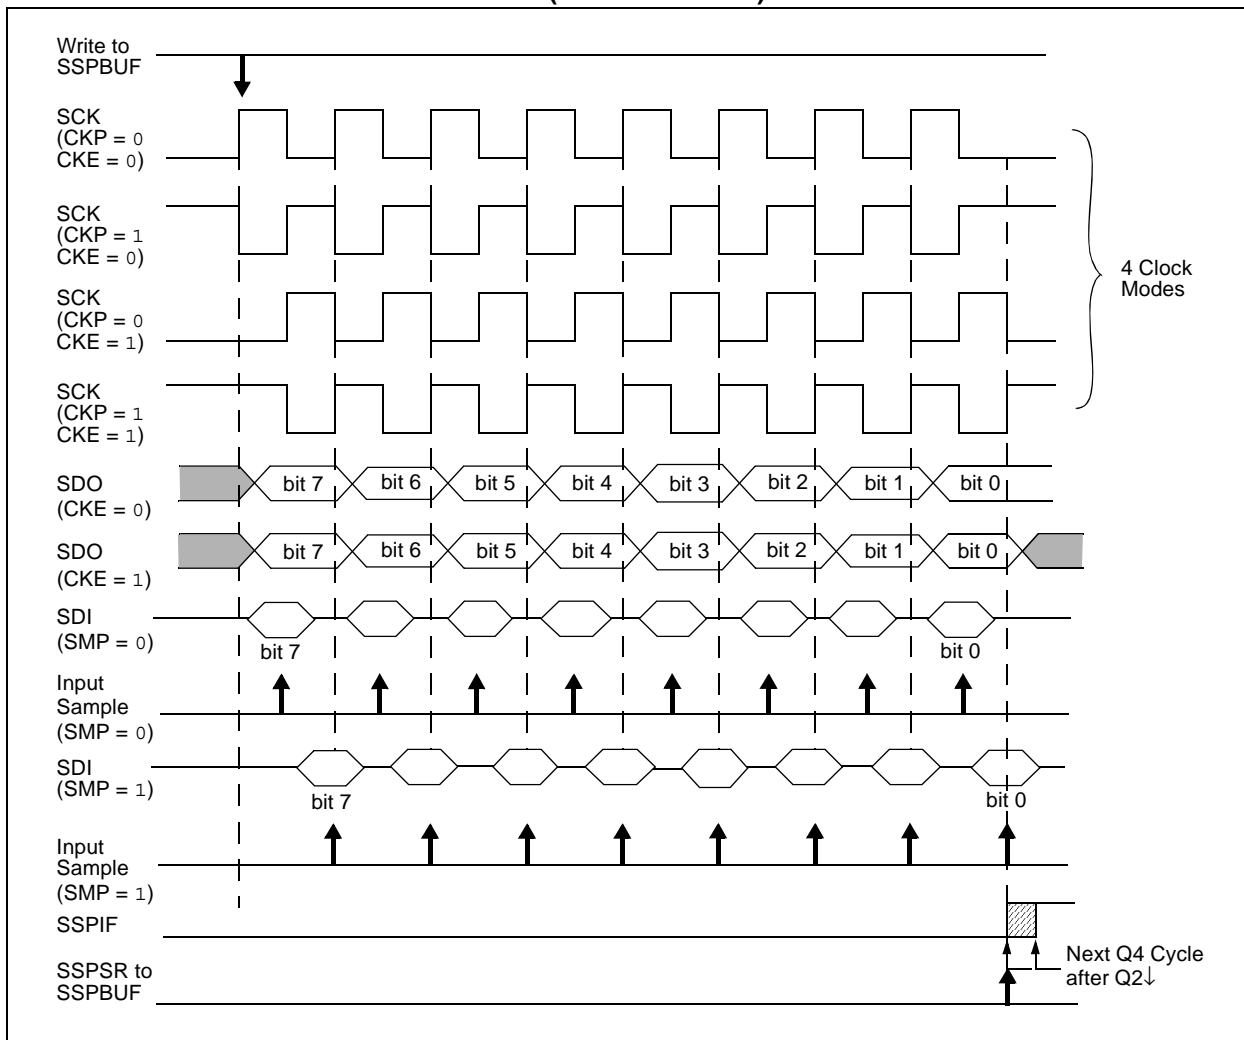 Write to
SSPBUF
SCK
(CKP = 0
CKE = 0)
SCK
(CKP = 1
CKE = 0)
SCK
(CKP = 0
CKE = 1)
SCK
(CKP = 1
CKE = 1)
4 Clock
Modes
SDO
(CKE = 0)
bit 7 bit 6 bit 5 bit 4 bit 3 bit 2 bit 1 bit 0
SDO
(CKE = 1)
bit 7 bit 6 bit 5 bit 4 bit 3 bit 2 bit 1 bit 0
SDI
(SMP = 0)
bit 7 bit 0
Input
Sample
(SMP = 0)
SDI
(SMP = 1)
bit 7 bit 0
Input
Sample
(SMP = 1)
SSPIF
Next Q4 Cycle
after Q2↓
SSPSR to
SSPBUF